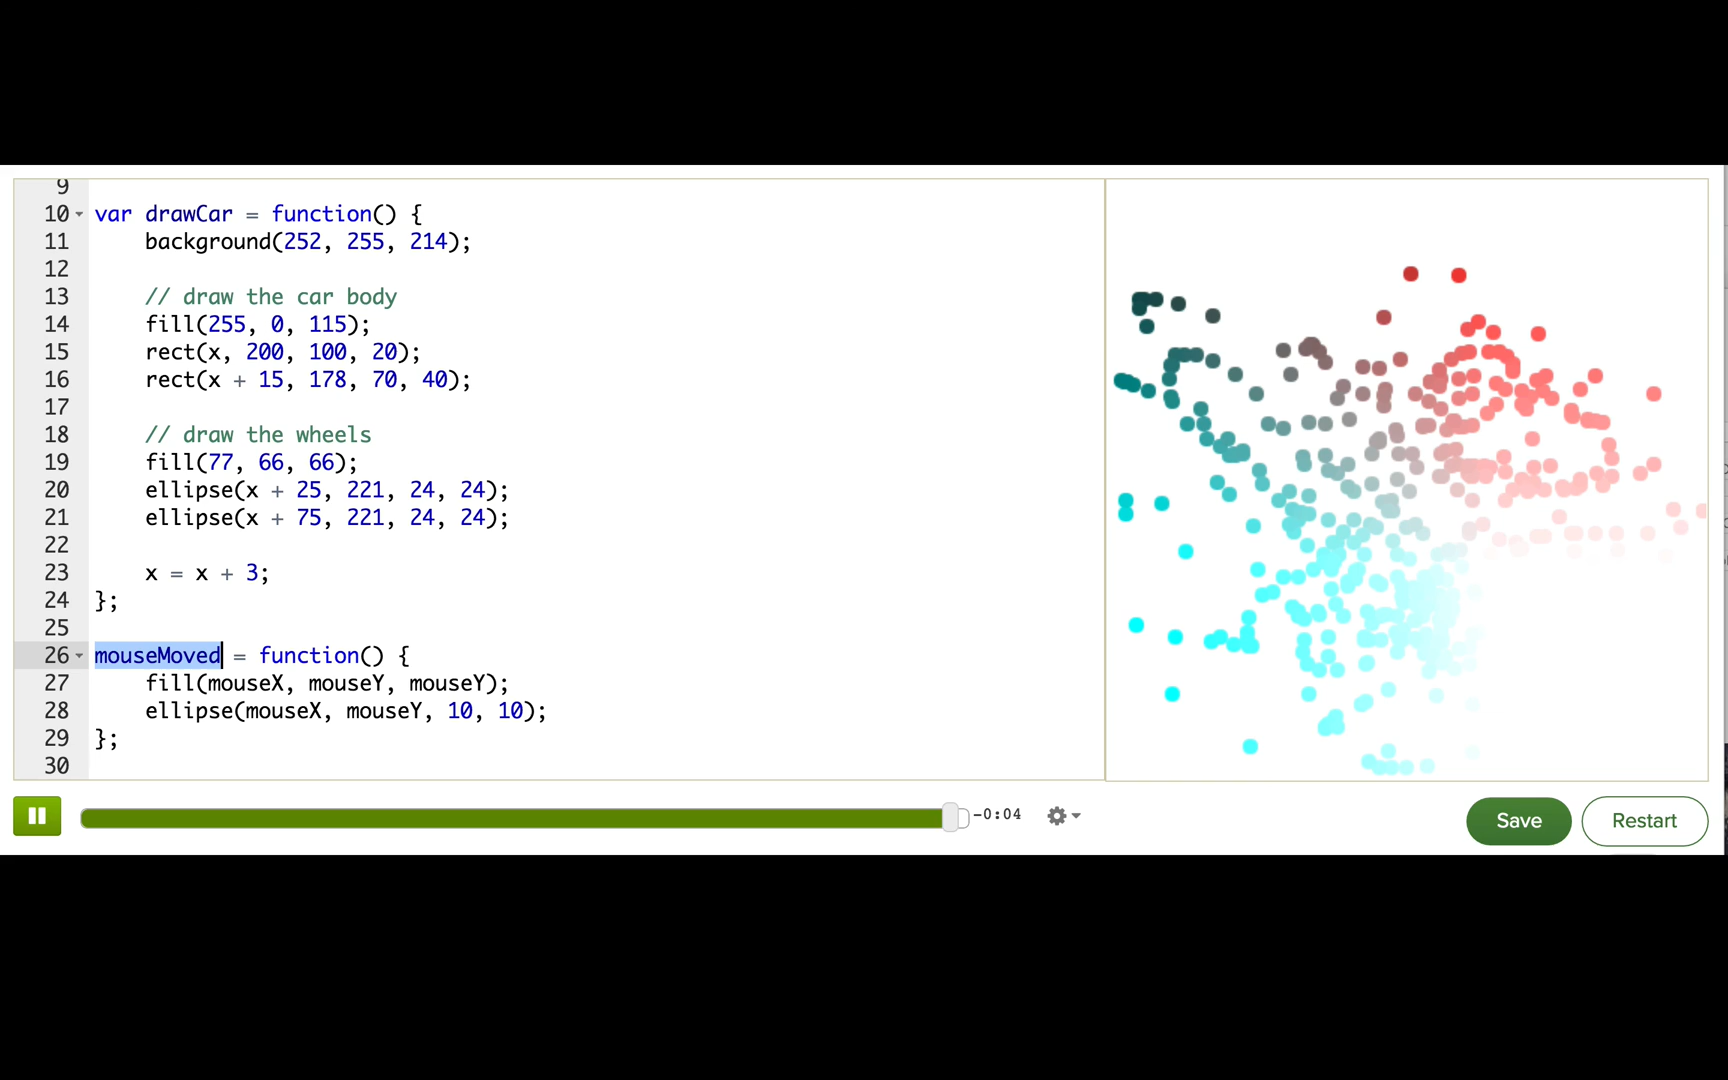 9
10 var drawCar = function() {
11 background(252, 255, 214);
12
13 // draw the car body
14 fill(255, 0, 115);
15 rect(x, 200, 100, 20);
16 rect(x + 15, 178, 70, 40);
17
18 // draw the wheels
19 fill(77, 66, 66);
20 ellipse(x + 25, 221, 24, 24);
21 ellipse(x + 75, 221, 24, 24);
22
23 x = x + 3;
24 };
25
26 mouseMoved = function() {
27 fill(mouseX, mouseY, mouseY);
28 ellipse(mouseX, mouseY, 10, 10);
29 };
30
-0:04
Save
Restart